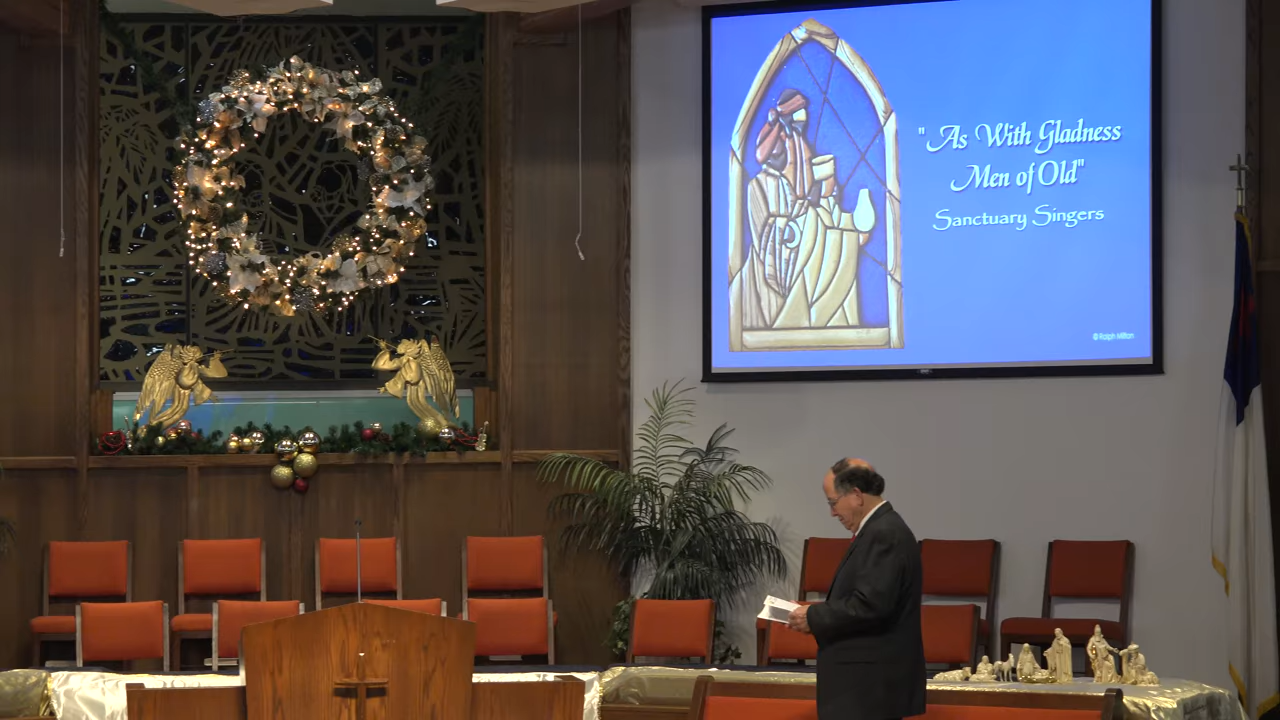 "As With Gladness
Men of Old"
Sanctuary Singers
© Ralph Milton